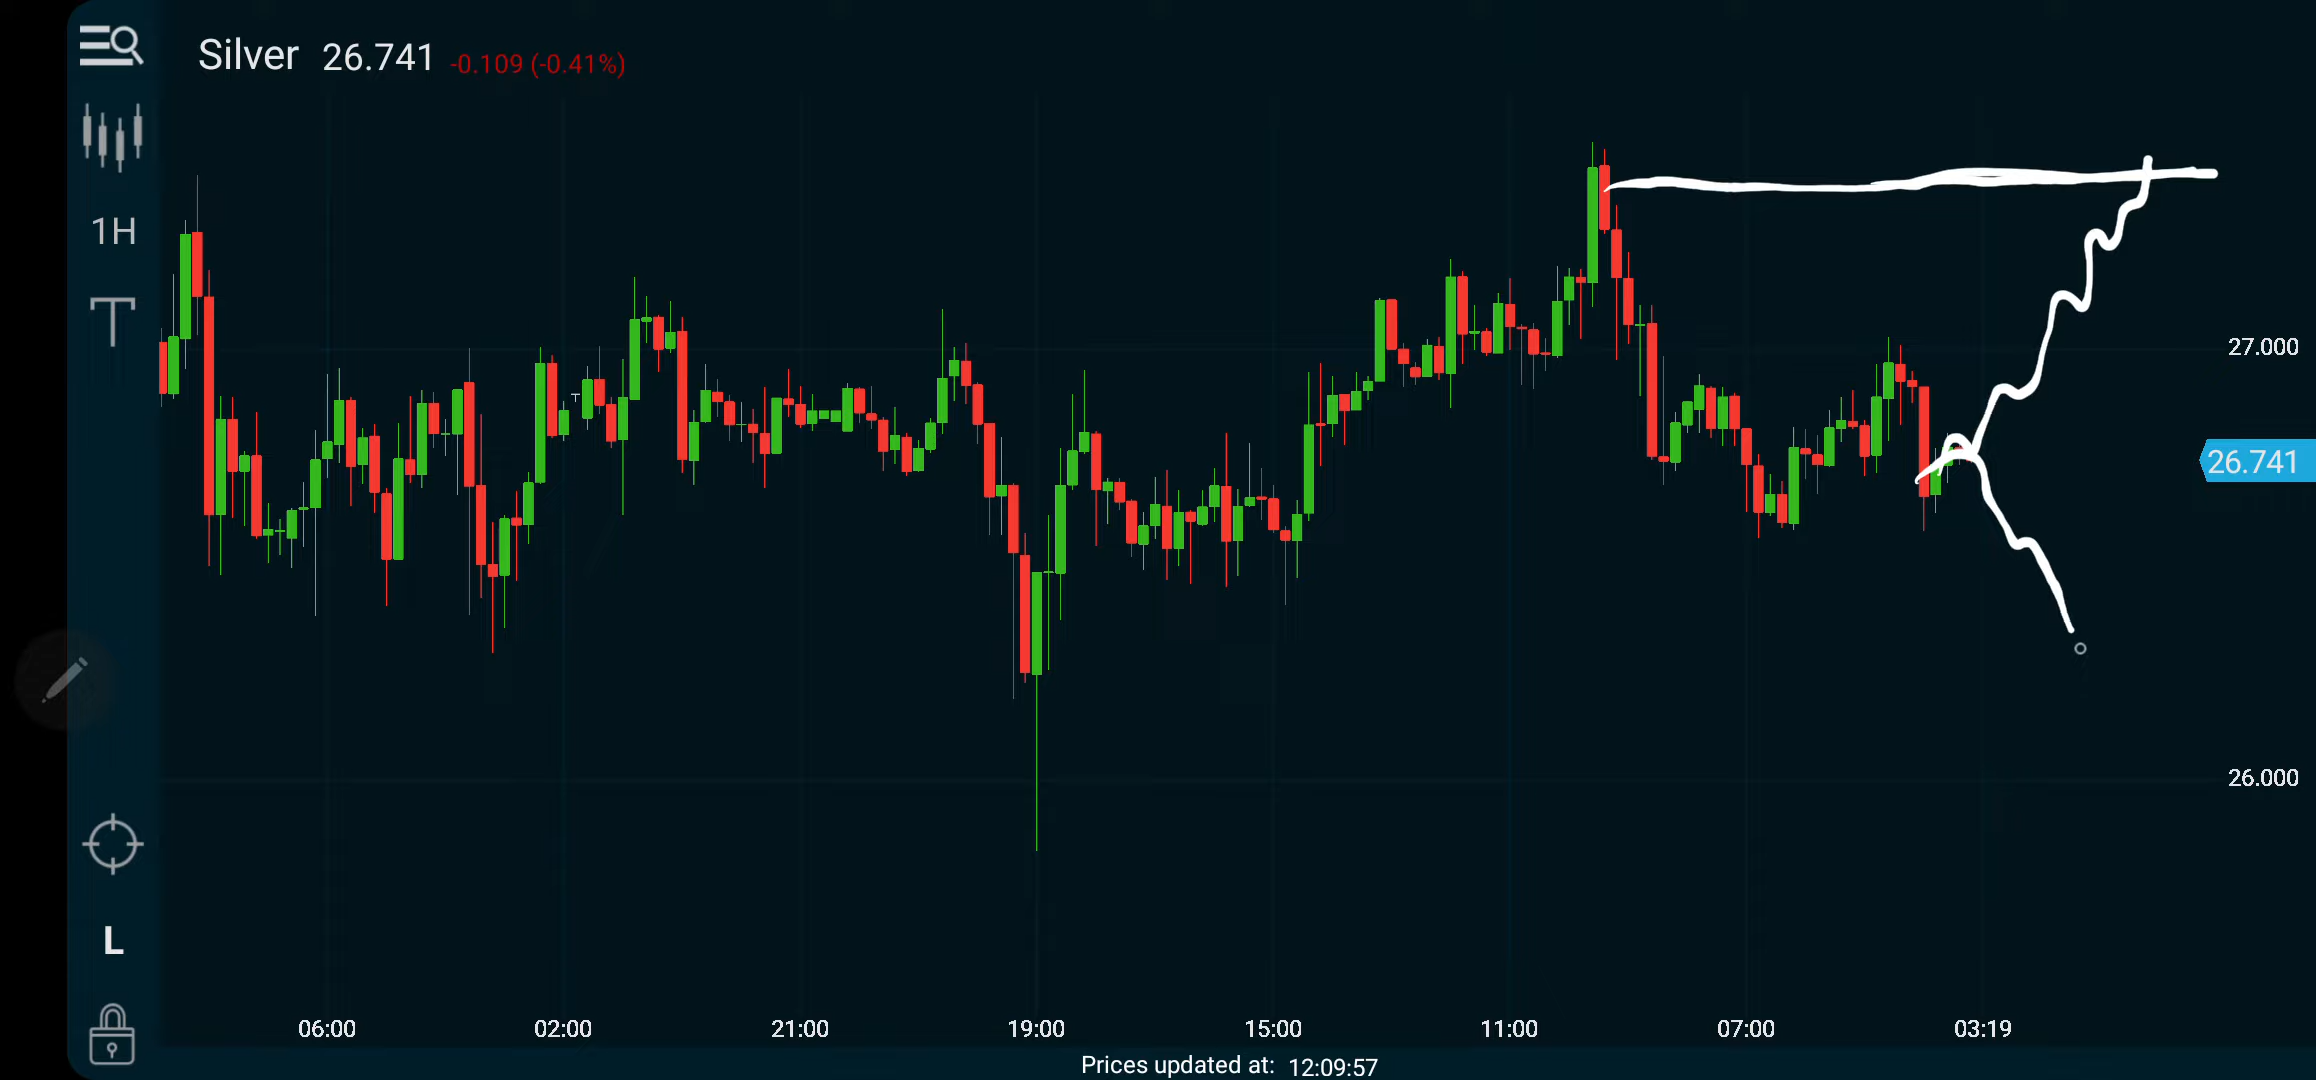 Silver 26.741 -0.109 (-0.41%)
1H
T
27.000
26.741
26.000
L
06:00 02:00 21:00 19:00 15:00 11:00 07:00 03:19
Prices updated at: 12:09:57